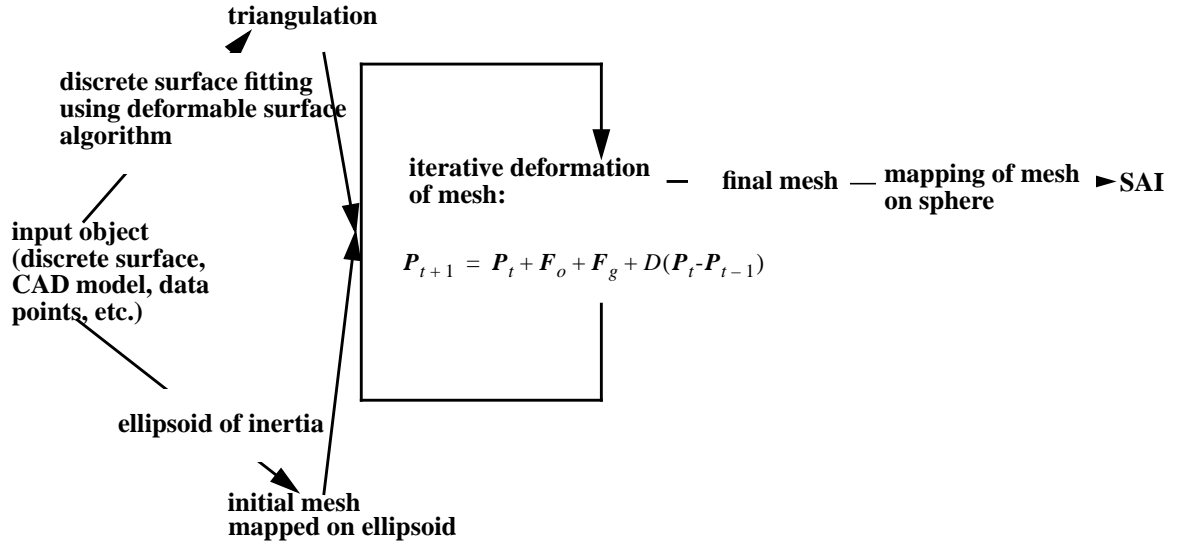 triangulation
discrete surface fitting
using deformable surface
algorithm
input object
(discrete surface,
CAD model, data
points, etc.)
ellipsoid of inertia
initial mesh
mapped on ellipsoid
iterative deformation
of mesh:
P_{t+1} = P_t + F_o + F_g + D(P_t-P_{t-1})
final mesh
mapping of mesh
on sphere
SAI